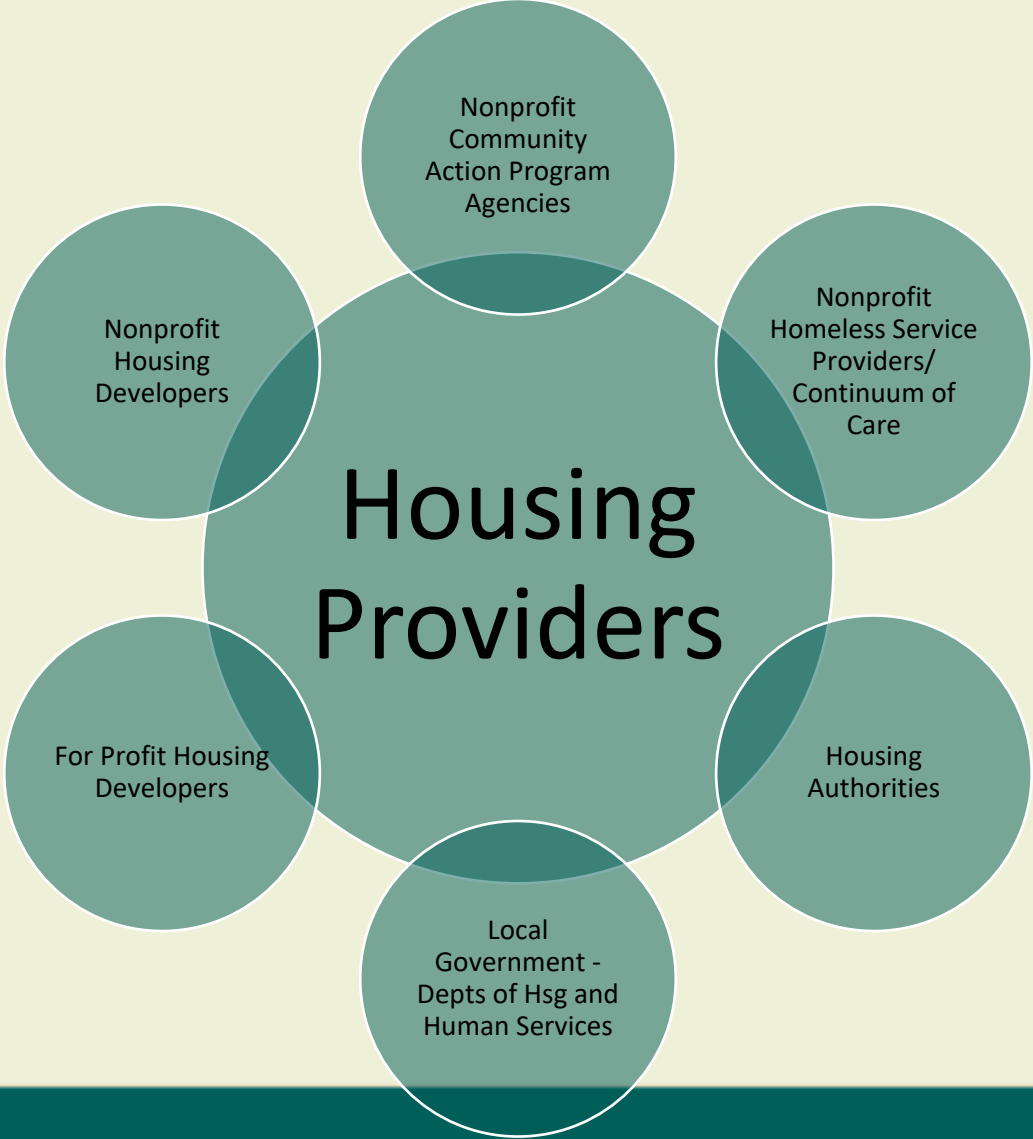 Nonprofit
Community
Action Program
Agencies
Nonprofit
Homeless Service
Providers/
Continuum of
Care
Housing
Authorities
Local
Government -
Depts of Hsg and
Human Services
For Profit Housing
Developers
Nonprofit
Housing
Developers
Housing
Providers